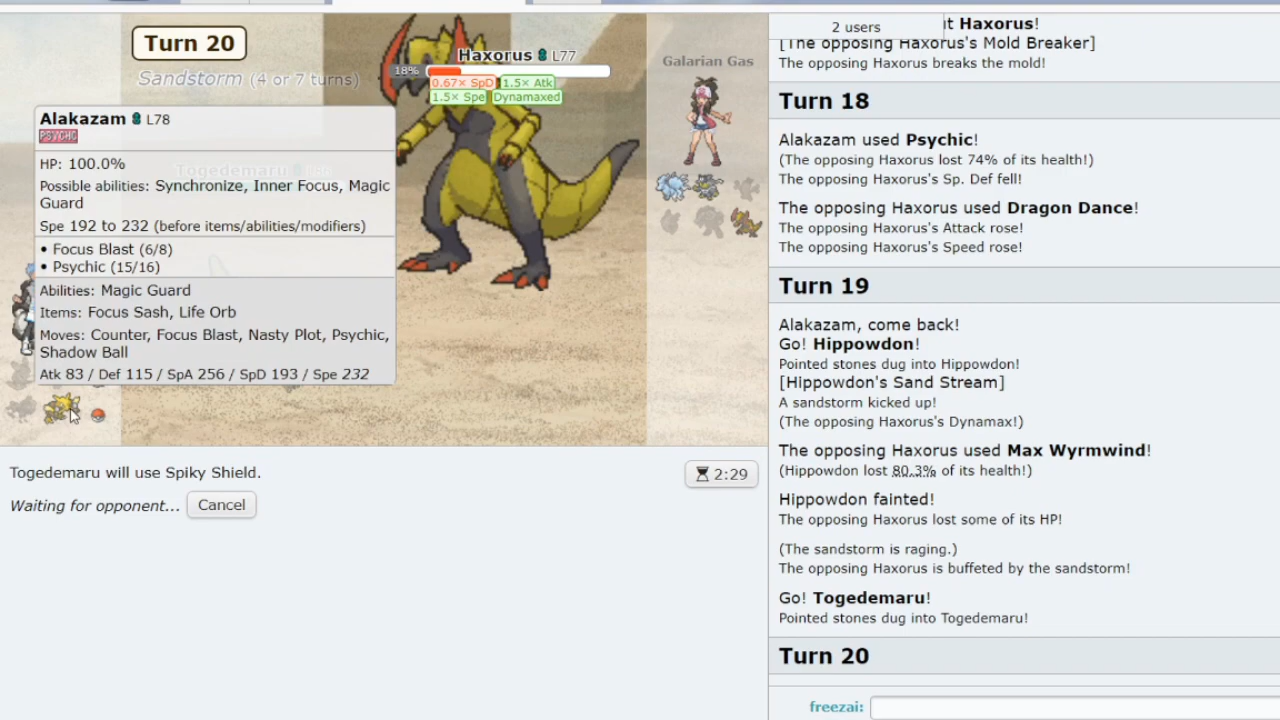 Turn 20
Sandstorm (4 or 7 turns)
Haxorus L77
18%
0.67× SpD 1.5× Atk
1.5× Spe Dynamaxed
Galarian Gas
Alakazam L78
PSYCHC
HP: 100.0%
Possible abilities: Synchronize, Inner Focus, Magic
Guard
Spe 192 to 232 (before items/abilities/modifiers)
• Focus Blast (6/8)
• Psychic (15/16)
Abilities: Magic Guard
Items: Focus Sash, Life Orb
Moves: Counter, Focus Blast, Nasty Plot, Psychic,
Shadow Ball
Atk 83 / Def 115 / SpA 256 / SpD 193 / Spe 232
Togedemaru
Togedemaru will use Spiky Shield.
2:29
Waiting for opponent... Cancel
2 users
t Haxorus!
[The opposing Haxorus's Mold Breaker]
The opposing Haxorus breaks the mold!
Turn 18
Alakazam used Psychic!
(The opposing Haxorus lost 74% of its health!)
The opposing Haxorus's Sp. Def fell!
The opposing Haxorus used Dragon Dance!
The opposing Haxorus's Attack rose!
The opposing Haxorus's Speed rose!
Turn 19
Alakazam, come back!
Go! Hippowdon!
Pointed stones dug into Hippowdon!
[Hippowdon's Sand Stream]
A sandstorm kicked up!
(The opposing Haxorus's Dynamax!)
The opposing Haxorus used Max Wyrmwind!
(Hippowdon lost 80.3% of its health!)
Hippowdon fainted!
The opposing Haxorus lost some of its HP!
(The sandstorm is raging.)
The opposing Haxorus is buffeted by the sandstorm!
Go! Togedemaru!
Pointed stones dug into Togedemaru!
Turn 20
freezai: